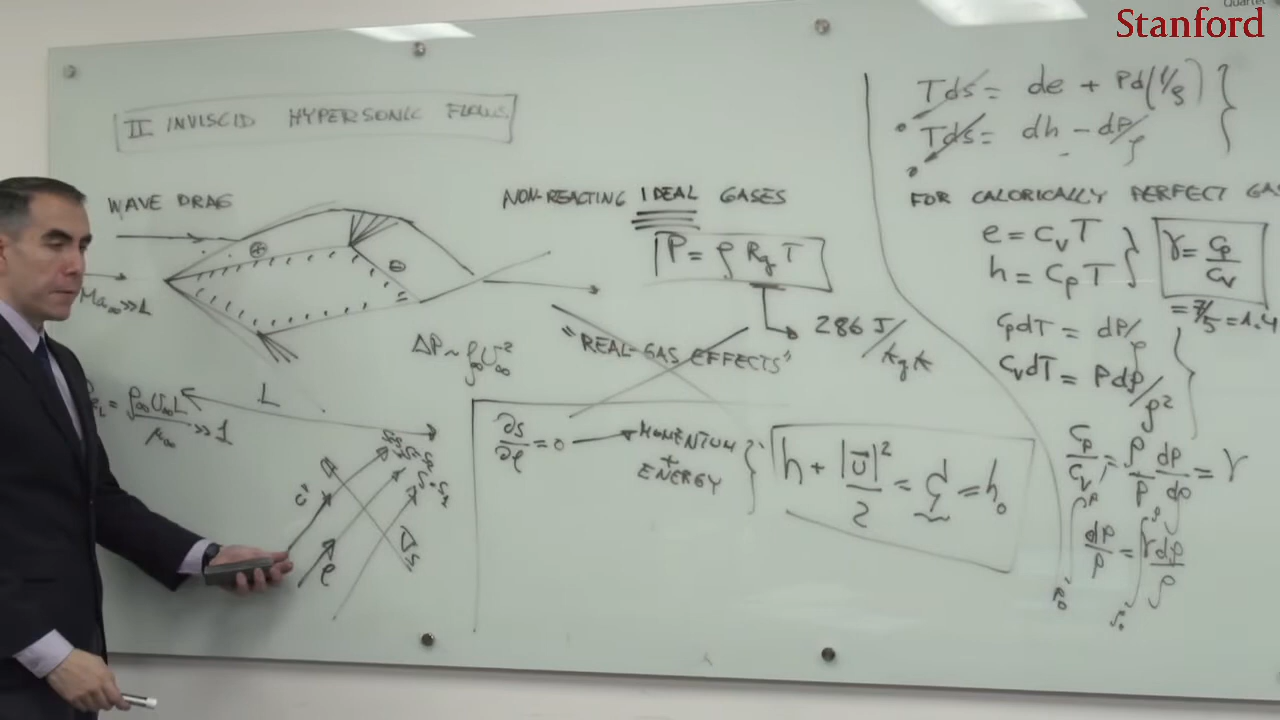 Quartet
Stanford
II INVISCID HYPERSONIC FLOWS
WAVE DRAG
⊕
⊖
Ma∞>>1
ΔP ~ ρ∞U∞²
L
= ρ∞U∞L/μ∞ >> 1
NON-REACTING IDEAL GASES
P = ρ Rg T
286 J/kg K
"REAL-GAS EFFECTS"
∂s/∂ℓ = 0
MOMENTUM
+
ENERGY
h + |ū|²/2 = ς = h₀
Δs
ℓ
Tds = de + Pd(1/ρ)
Tds = dh - dP/ρ
FOR CALORICALLY PERFECT GAS
e = CvT
h = CpT
γ = Cp/Cv
= 7/5 = 1.4
CpdT = dP/ρ
CvdT = Pdρ/ρ²
Cp/Cv = ρ/P dP/dρ = γ
∫dP/P = ∫γdρ/ρ